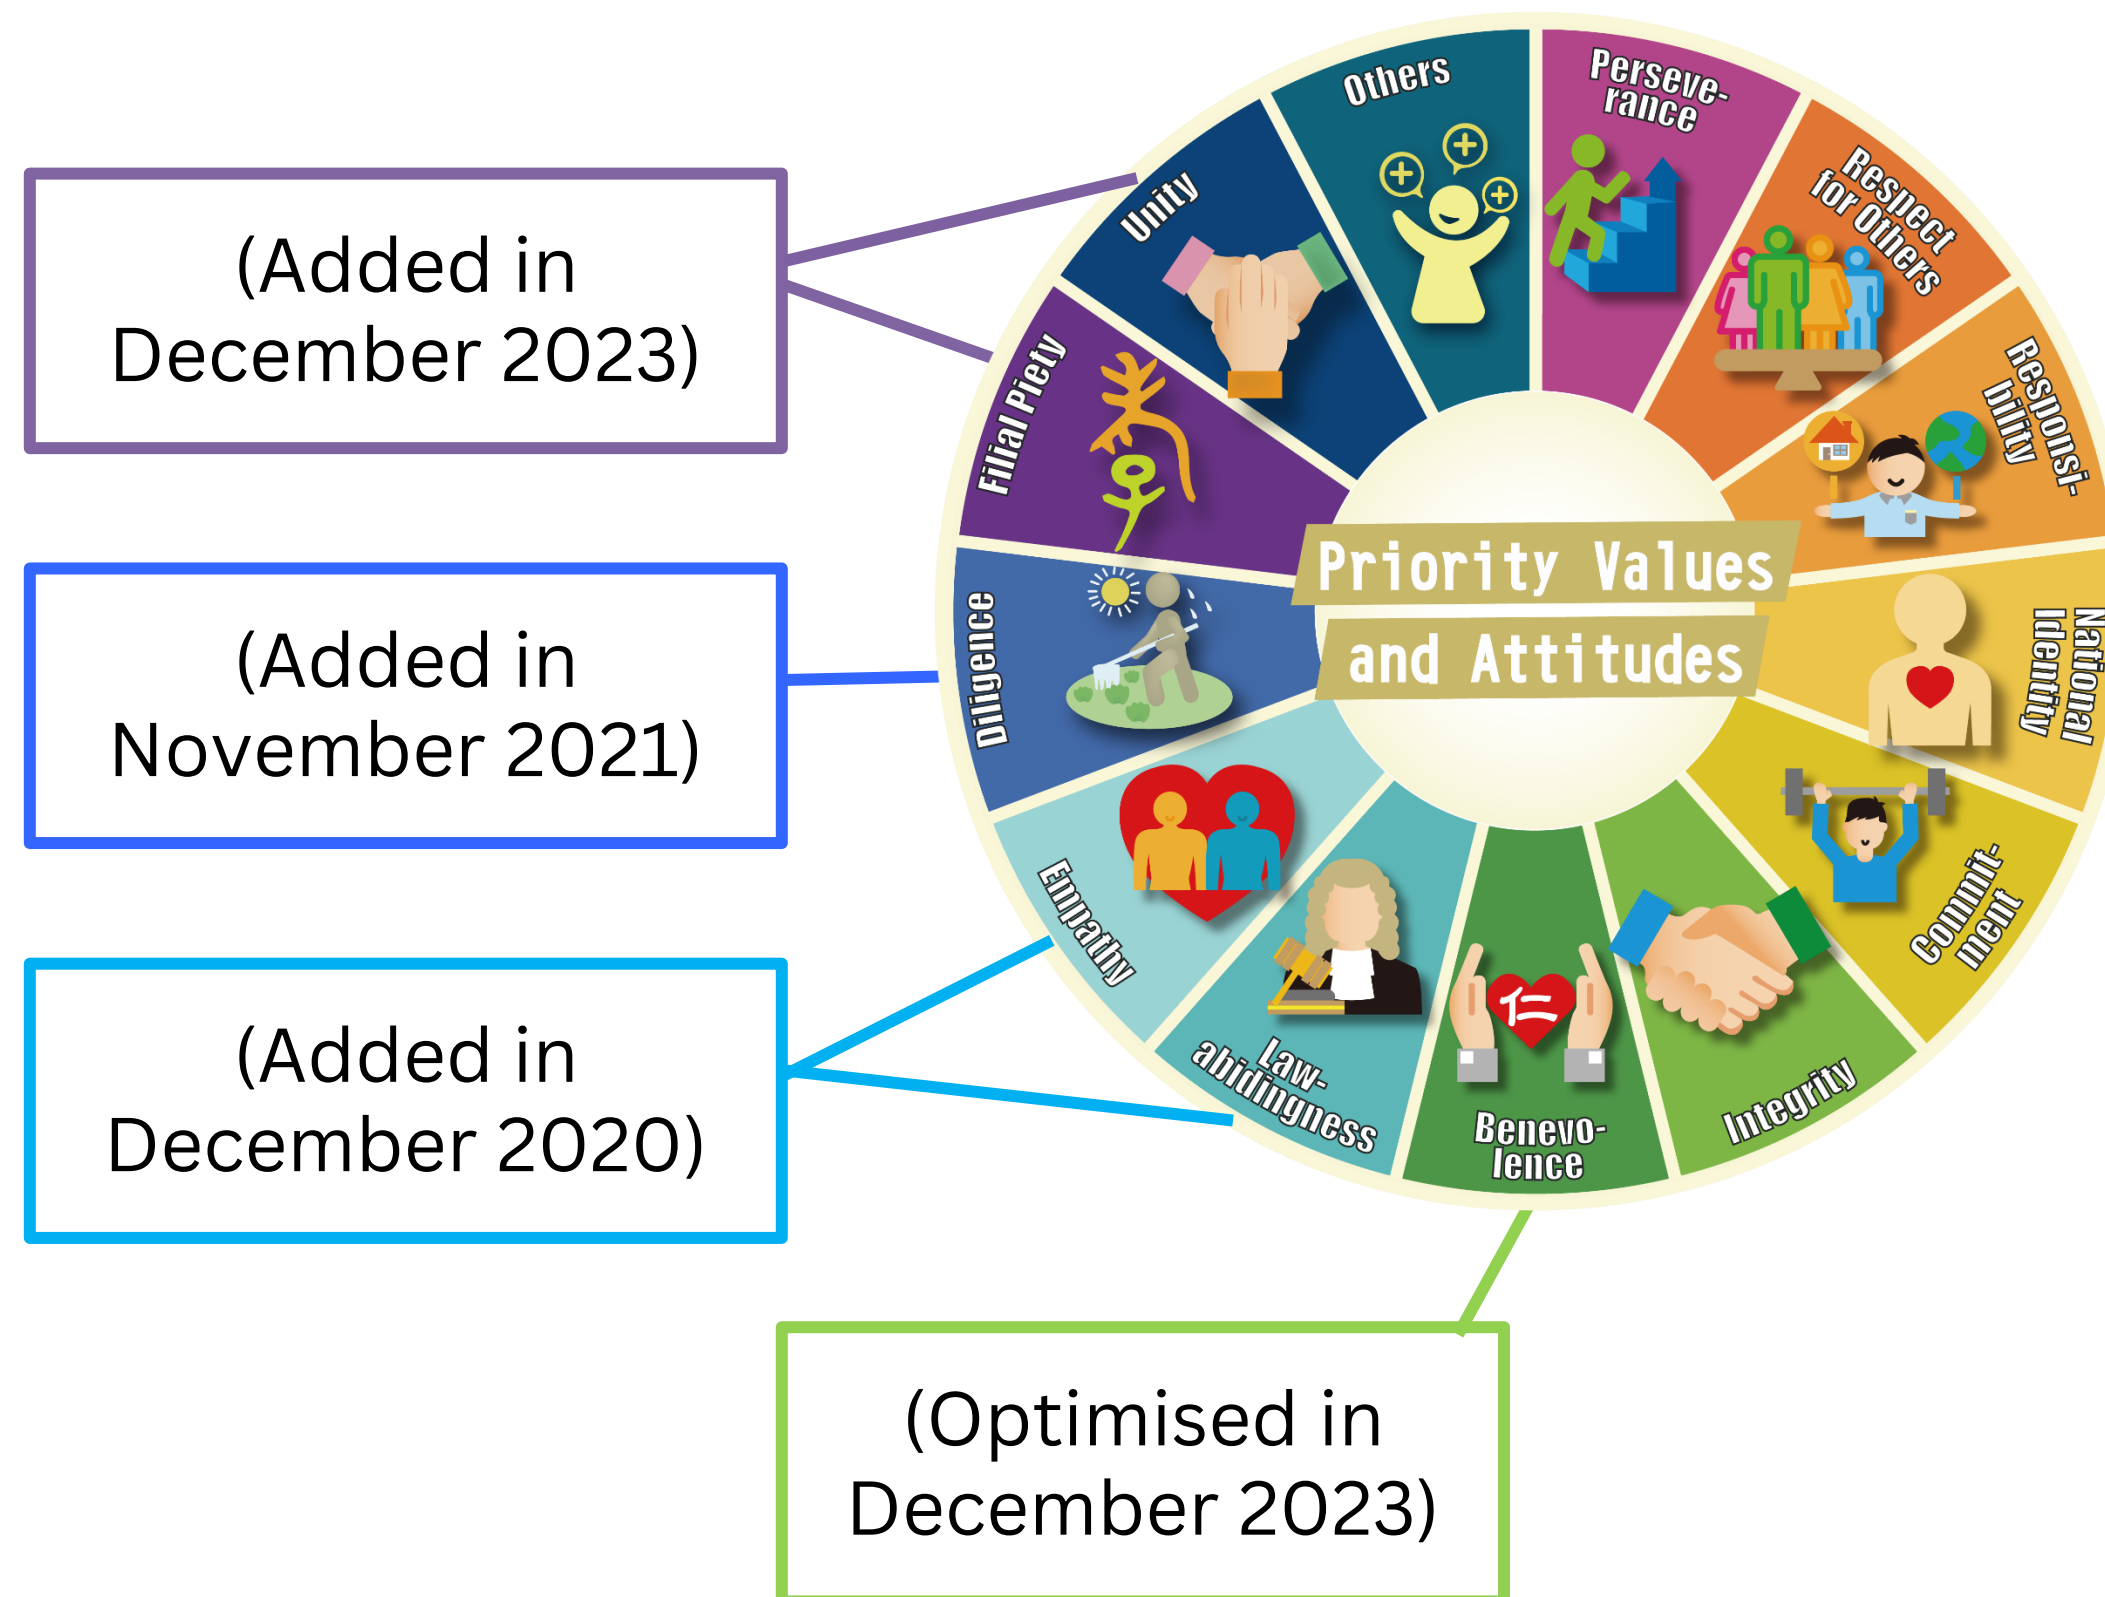 (Added in
December 2023)
(Added in
November 2021)
(Added in
December 2020)
(Optimised in
December 2023)
Priority Values
and Attitudes
Others
Perseve-
rance
Respect
for Others
Responsi-
bility
National
Identity
Commit-
ment
Integrity
Benevo-
lence
仁
Law-
abidingness
Empathy
Diligence
Filial Piety
Unity